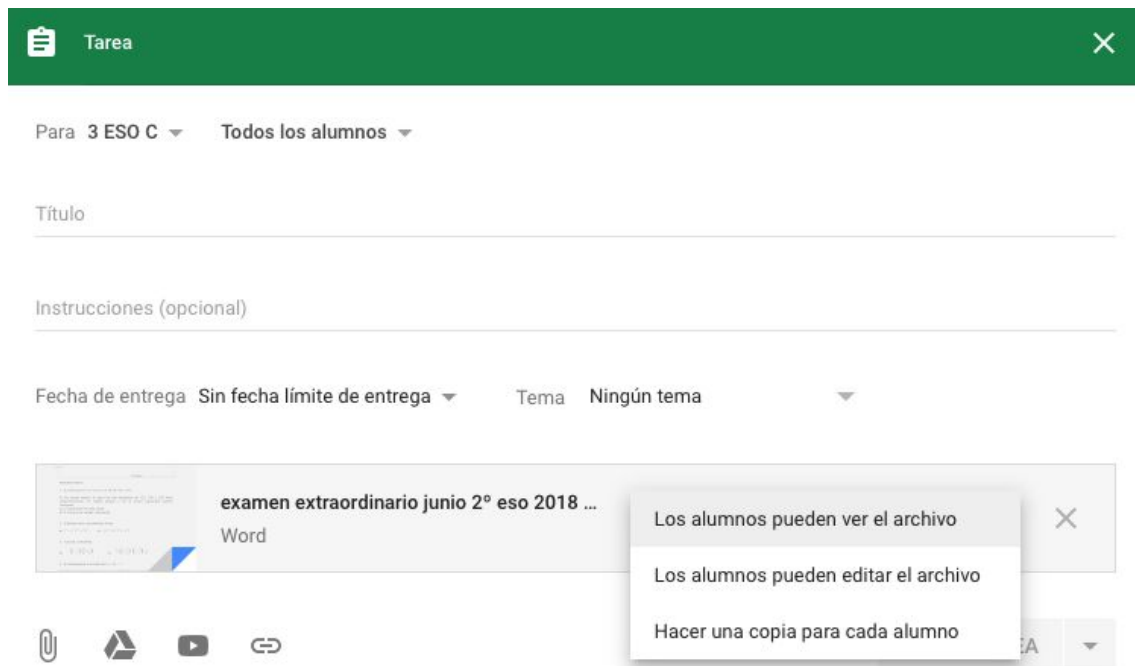 Tarea
Para 3 ESO C Todos los alumnos
Título
Instrucciones (opcional)
Fecha de entrega Sin fecha límite de entrega Tema Ningún tema
examen extraordinario junio 2º eso 2018 ...
Word
Los alumnos pueden ver el archivo
Los alumnos pueden editar el archivo
Hacer una copia para cada alumno